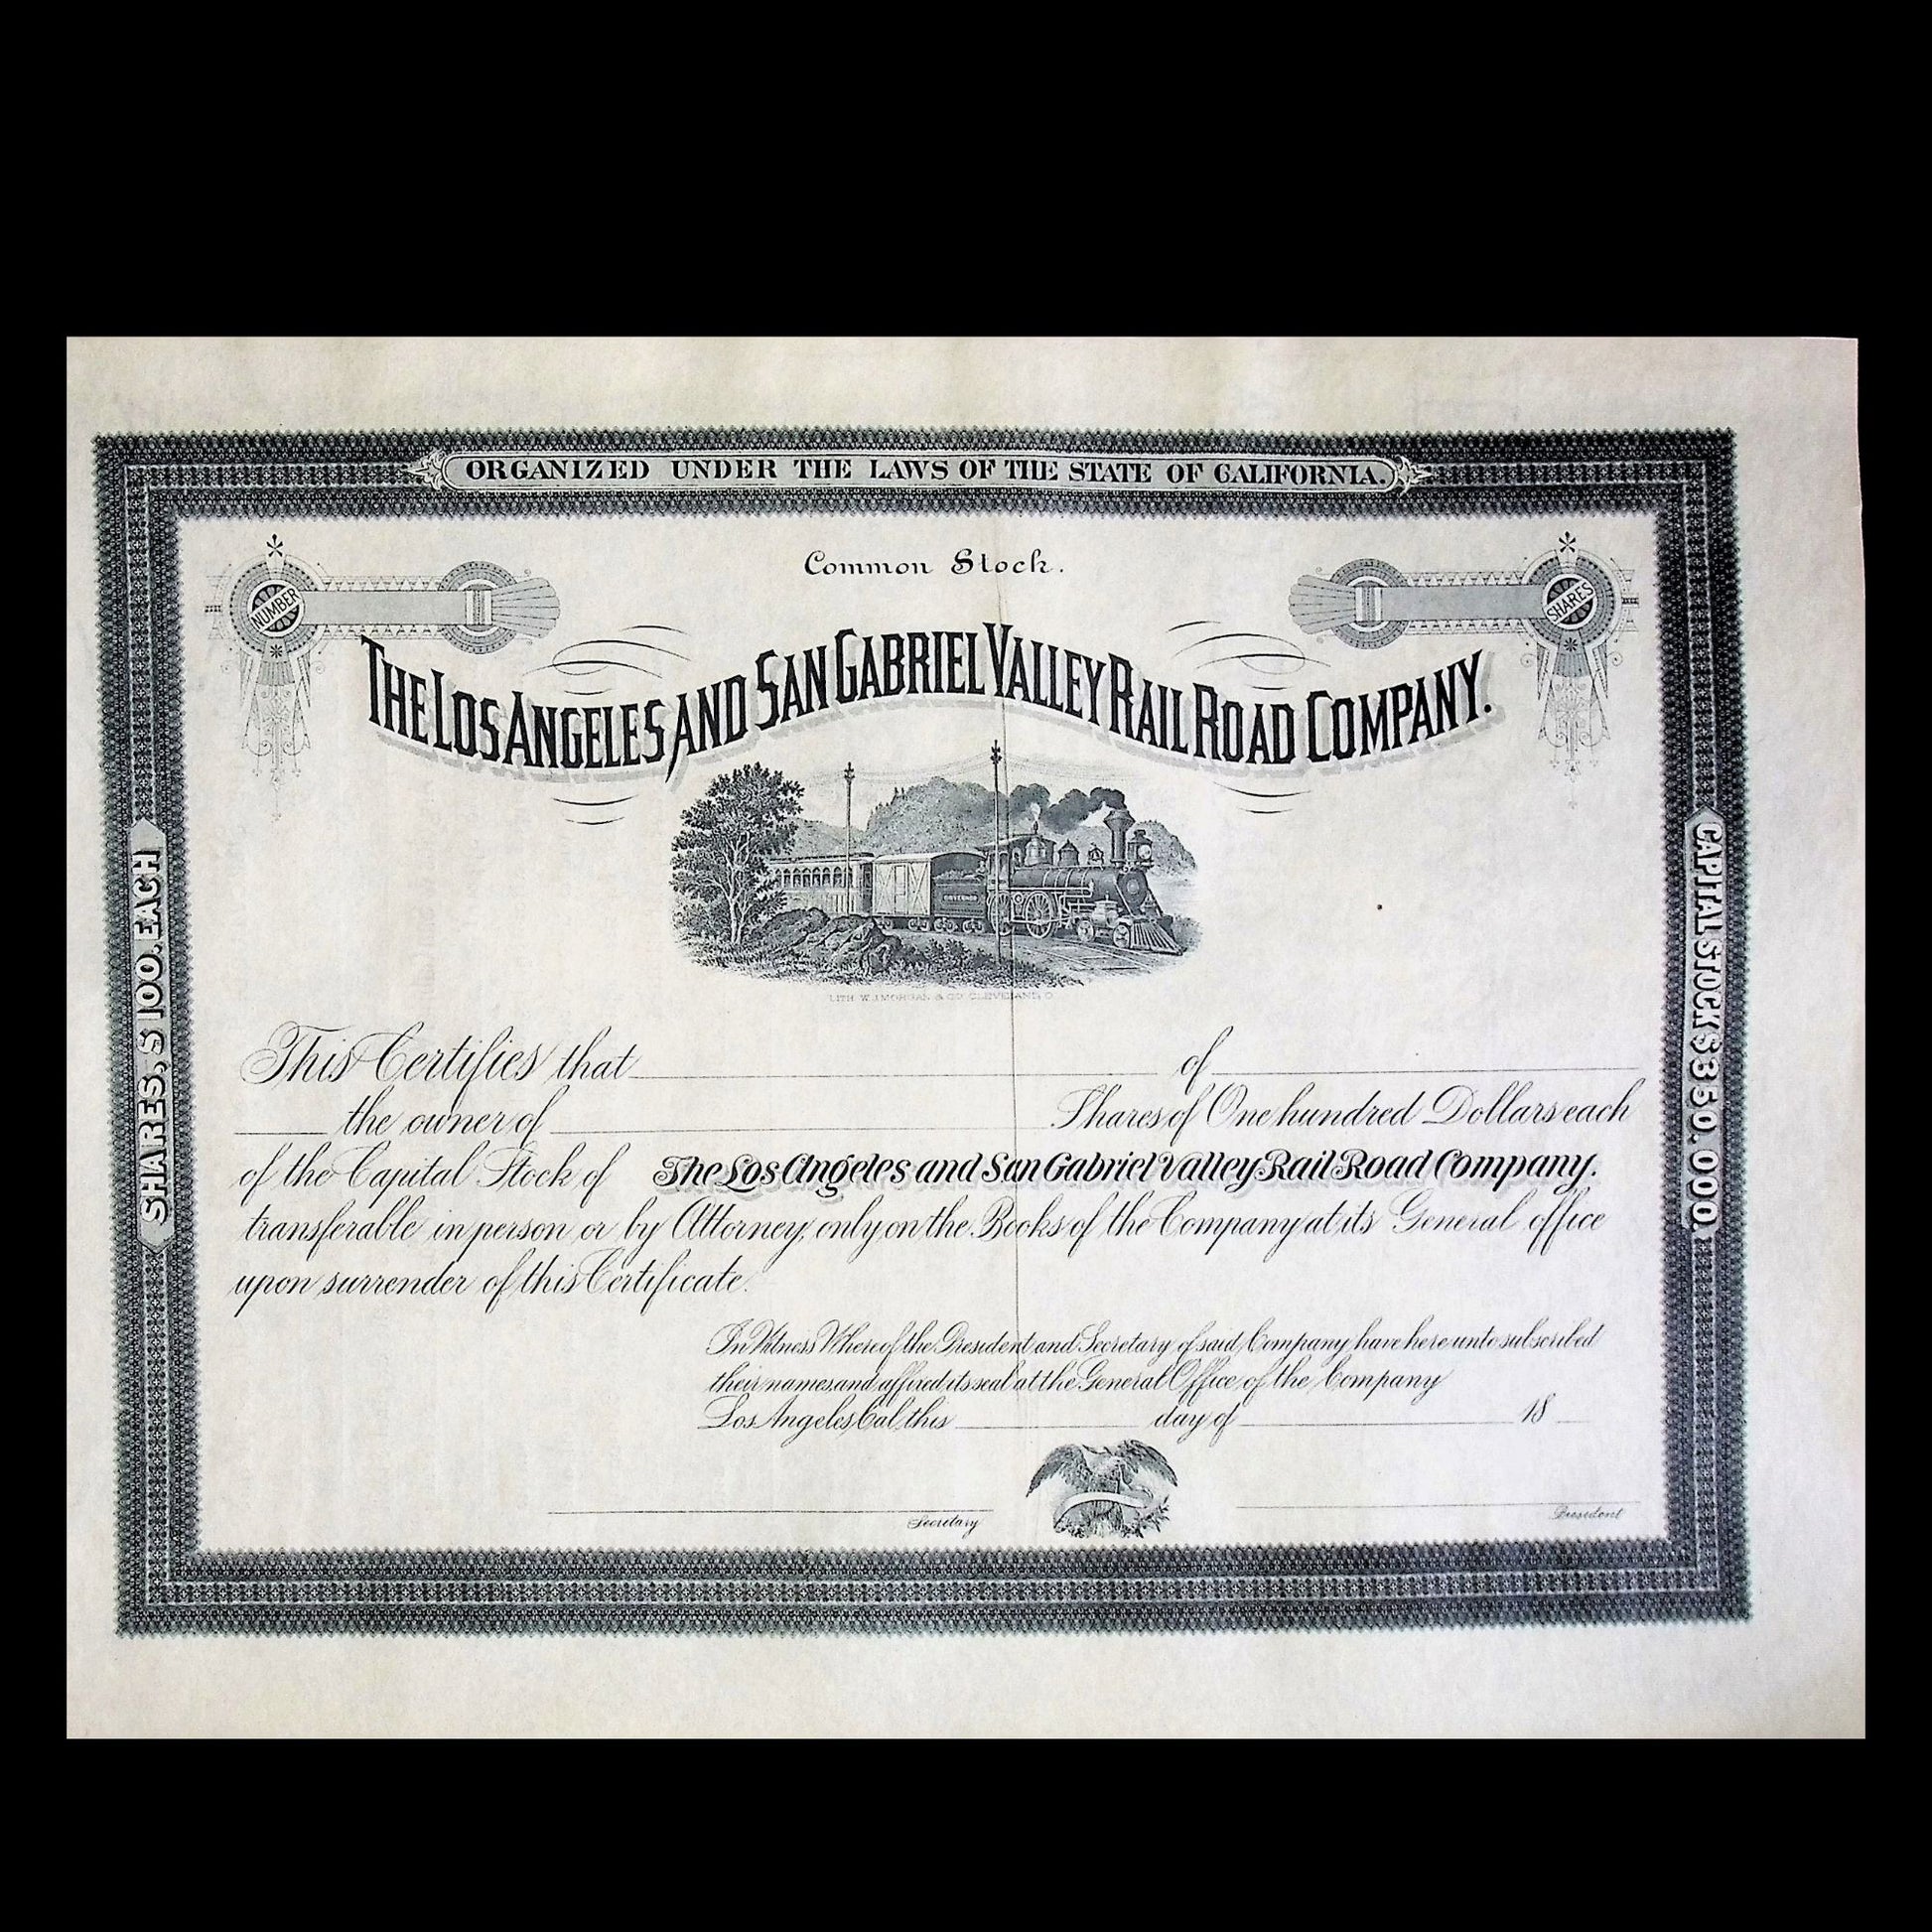 ORGANIZED UNDER THE LAWS OF THE STATE OF CALIFORNIA.
Common Stock.
NUMBER
SHARES
THE LOS ANGELES AND SAN GABRIEL VALLEY RAIL ROAD COMPANY.
GOVERNOR
LITH W.J. MORGAN & CO CLEVELAND, O.
SHARES, $100. EACH
CAPITAL STOCK $350.000.
This Certifies that of
the owner of Shares of One hundred Dollars each
of the Capital Stock of The Los Angeles and San Gabriel Valley Rail Road Company.
transferable in person or by Attorney, only on the Books of the Company at its General office
upon surrender of this Certificate.
In Witness Whereof the President and Secretary of said Company have here unto subscribed
their names and affixed its seal at the General Office of the Company
Los Angeles Cal, this day of 18
Secretary
President